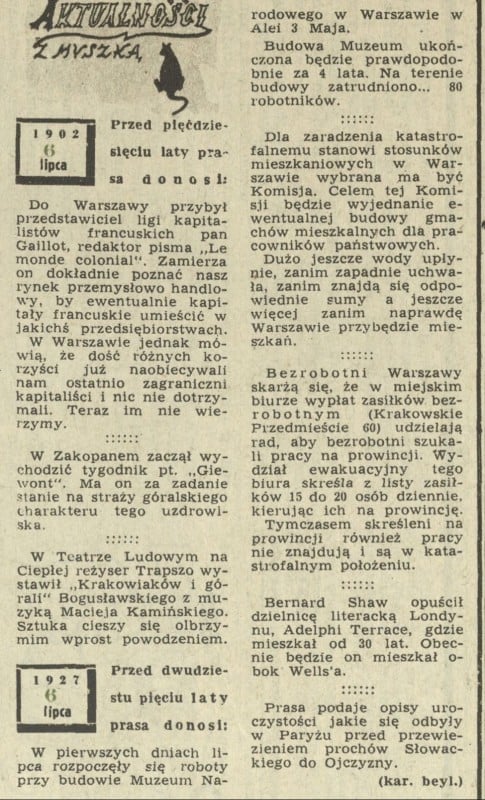 AKTUALNOŚCI
Z MUSZKĄ
1902
6
lipca
Przed pięćdzie-
sięciu laty pra-
sa donosi:
Do Warszawy przybył
przedstawiciel ligi kapita-
listów francuskich pan
Gaillot, redaktor pisma „Le
monde colonial". Zamierza
on dokładnie poznać nasz
rynek przemysłowo handlo-
wy, by ewentualnie kapi-
tały francuskie umieścić w
jakichś przedsiębiorstwach.
W Warszawie jednak mó-
wią, że dość różnych ko-
rzyści już naobiecywali
nam ostatnio zagraniczni
kapitaliści i nic nie dotrzy-
mali. Teraz im nie wie-
rzymy.
::::::
W Zakopanem zaczął wy-
chodzić tygodnik pt. „Gie-
wont". Ma on za zadanie
stanie na straży góralskiego
charakteru tego uzdrowi-
ska.
::::::
W Teatrze Ludowym na
Ciepłej reżyser Trapszo wy-
stawił „Krakowiaków i gó-
rali" Bogusławskiego z mu-
zyką Macieja Kamińskiego.
Sztuka cieszy się olbrzy-
mim wprost powodzeniem.
1927
6
lipca
Przed dwudzie-
stu pięciu laty
prasa donosi:
W pierwszych dniach li-
pca rozpoczęły się roboty
przy budowie Muzeum Na-
rodowego w Warszawie w
Alei 3 Maja.
Budowa Muzeum ukoń-
czona będzie prawdopodo-
bnie za 4 lata. Na terenie
budowy zatrudniono... 80
robotników.
::::::
Dla zaradzenia katastro-
falnemu stanowi stosunków
mieszkaniowych w War-
szawie wybrana ma być
Komisja. Celem tej Komi-
sji będzie wyjednanie e-
wentualnej budowy gma-
chów mieszkalnych dla pra-
cowników państwowych.
Dużo jeszcze wody upły-
nie, zanim zapadnie uchwa-
ła, zanim znajdą się odpo-
wiednie sumy a jeszcze
więcej zanim naprawdę
Warszawie przybędzie mie-
szkań.
::::::
Bezrobotni Warszawy
skarżą się, że w miejskim
biurze wypłat zasiłków bez-
robotnym (Krakowskie
Przedmieście 60) udzielają
rad, aby bezrobotni szuka-
li pracy na prowincji. Wy-
dział ewakuacyjny tego
biura skreśla z listy zasił-
ków 15 do 20 osób dziennie,
kierując ich na prowincję.
Tymczasem skreśleni na
prowincji również pracy
nie znajdują i są w kata-
strofalnym położeniu.
::::::
Bernard Shaw opuścił
dzielnicę literacką Londy-
nu, Adelphi Terrace, gdzie
mieszkał od 30 lat. Obec-
nie będzie on mieszkał o-
bok Wells'a.
::::::
Prasa podaje opisy uro-
czystości jakie się odbyły
w Paryżu przed przewie-
zieniem prochów Słowac-
kiego do Ojczyzny.
(kar. beyl.)